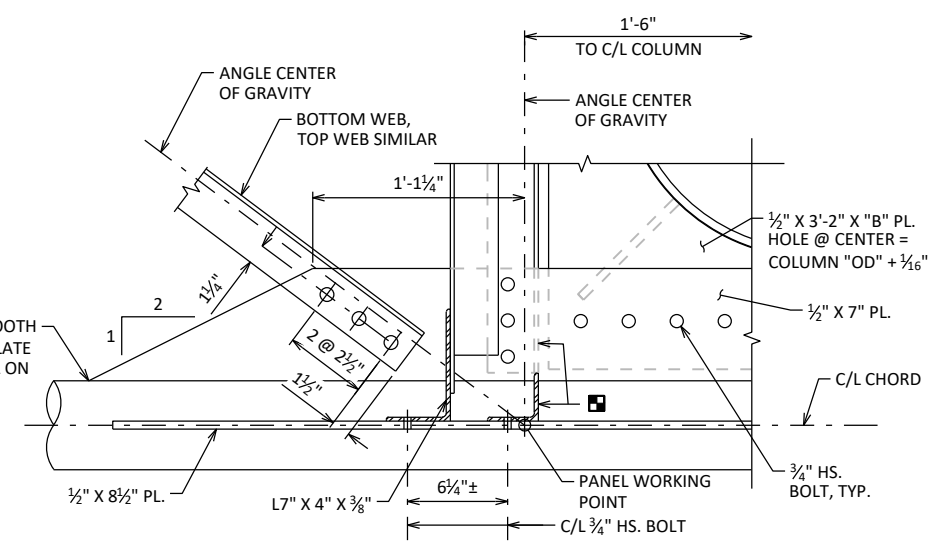 1'-6"
TO C/L COLUMN
ANGLE CENTER
OF GRAVITY
BOTTOM WEB,
TOP WEB SIMILAR
ANGLE CENTER
OF GRAVITY
1'-1¼"
½" X 3'-2" X "B" PL.
HOLE @ CENTER =
COLUMN "OD" + ¹⁄₁₆"
1¼"
2
1
½" X 7" PL.
LATE
ON
2 @ 2½"
1½"
C/L CHORD
½" X 8½" PL.
L7" X 4" X ⅜"
6¼"±
PANEL WORKING
POINT
¾" HS.
BOLT, TYP.
C/L ¾" HS. BOLT